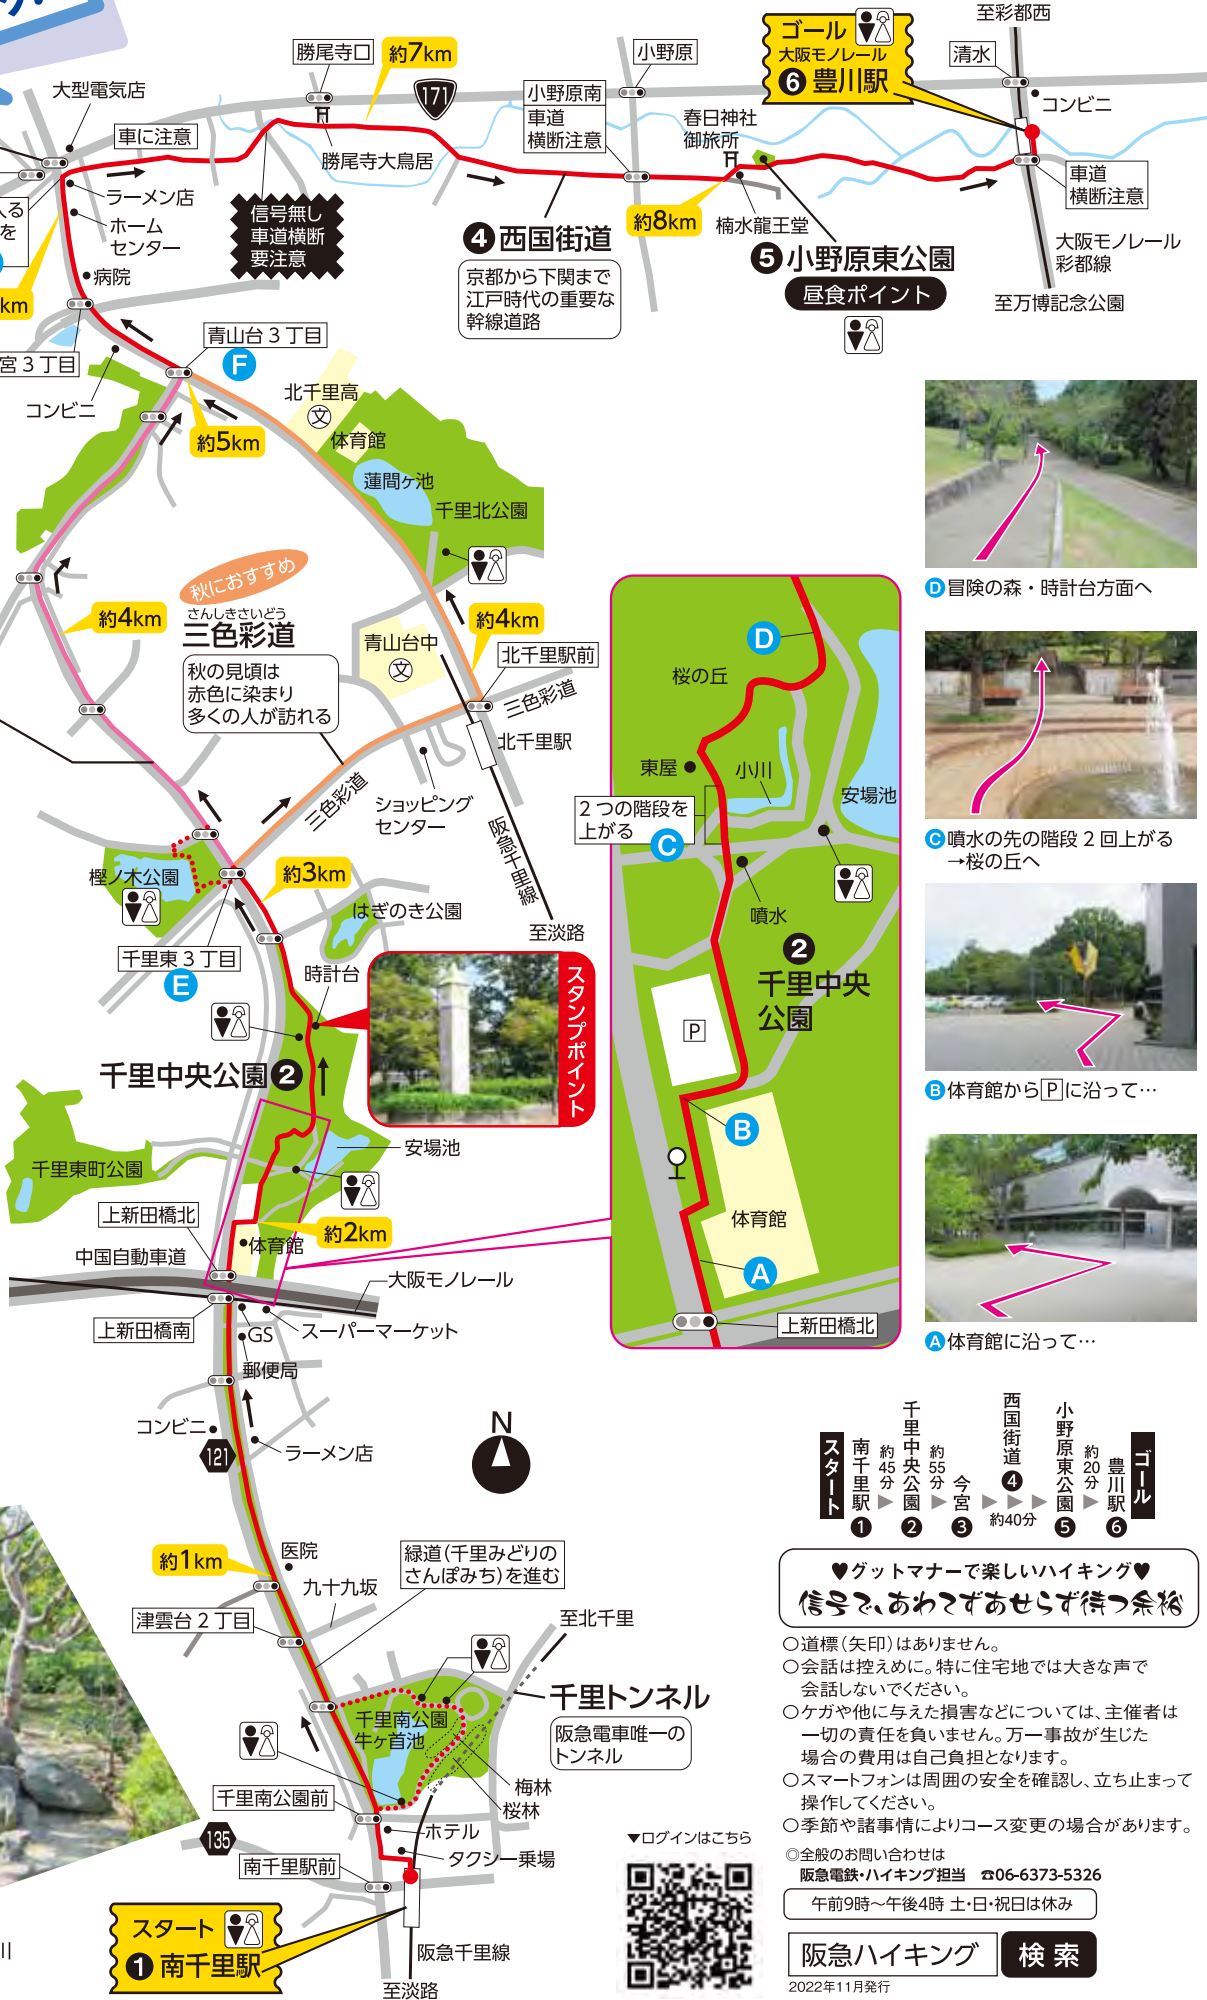 至彩都西
ゴール
大阪モノレール
6 豊川駅
清水
コンビニ
小野原
勝尾寺口
約7km
171
大型電気店
車に注意
勝尾寺大鳥居
小野原南
車道
横断注意
春日神社
御旅所
車道
横断注意
ラーメン店
ホーム
センター
入る
を
病院
km
信号無し
車道横断
要注意
4 西国街道
京都から下関まで
江戸時代の重要な
幹線道路
約8km
楠水龍王堂
5 小野原東公園
昼食ポイント
大阪モノレール
彩都線
至万博記念公園
宮3丁目
青山台3丁目
F
コンビニ
約5km
北千里高
文
体育館
蓮間ヶ池
千里北公園
秋におすすめ
さんしきさいどう
三色彩道
秋の見頃は
赤色に染まり
多くの人が訪れる
約4km
約4km
青山台中
文
北千里駅前
三色彩道
北千里駅
三色彩道
ショッピング
センター
阪急千里線
至淡路
樫ノ木公園
約3km
はぎのき公園
千里東3丁目
E
時計台
スタンプポイント
千里中央公園 2
安場池
千里東町公園
上新田橋北
約2km
体育館
中国自動車道
大阪モノレール
上新田橋南
GS
スーパーマーケット
郵便局
コンビニ
121
ラーメン店
N
約1km
医院
九十九坂
津雲台2丁目
緑道(千里みどりの
さんぽみち)を進む
至北千里
千里トンネル
阪急電車唯一の
トンネル
千里南公園
牛ヶ首池
梅林
桜林
千里南公園前
135
ホテル
タクシー乗場
南千里駅前
スタート
1 南千里駅
阪急千里線
至淡路
川
D
桜の丘
東屋
小川
安場池
2つの階段を
上がる
C
噴水
2
千里中央
公園
P
B
体育館
A
上新田橋北
D 冒険の森・時計台方面へ
C 噴水の先の階段2回上がる
→桜の丘へ
B 体育館からPに沿って…
A 体育館に沿って…
スタート
南千里駅 1
約45分
千里中央公園 2
約55分
今宮 3
西国街道 4
約40分
小野原東公園 5
約20分
豊川駅 6
ゴール
♥グットマナーで楽しいハイキング♥
信号で、あわてずあせらず待つ余裕
○道標(矢印)はありません。
○会話は控えめに。特に住宅地では大きな声で
会話しないでください。
○ケガや他に与えた損害などについては、主催者は
一切の責任を負いません。万一事故が生じた
場合の費用は自己負担となります。
○スマートフォンは周囲の安全を確認し、立ち止まって
操作してください。
○季節や諸事情によりコース変更の場合があります。
◎全般のお問い合わせは
阪急電鉄・ハイキング担当 ☎06-6373-5326
午前9時〜午後4時 土・日・祝日は休み
▼ログインはこちら
阪急ハイキング 検索
2022年11月発行